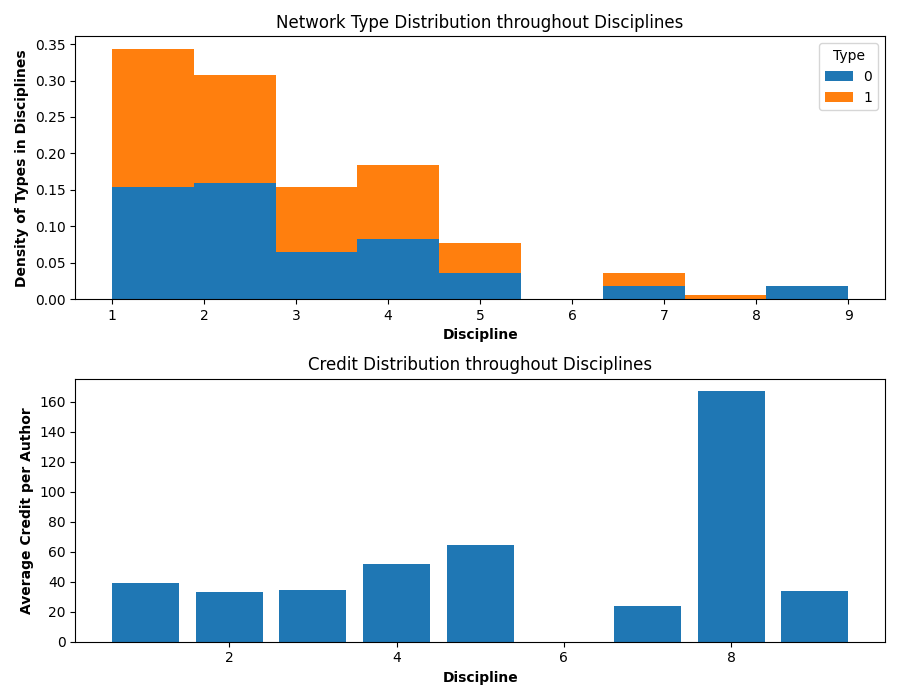 Network Type Distribution throughout Disciplines
Density of Types in Disciplines
0.35
0.30
0.25
0.20
0.15
0.10
0.05
0.00
Type
0
1
1 2 3 4 5 6 7 8 9
Discipline
Credit Distribution throughout Disciplines
Average Credit per Author
160
140
120
100
80
60
40
20
0
2 4 6 8
Discipline